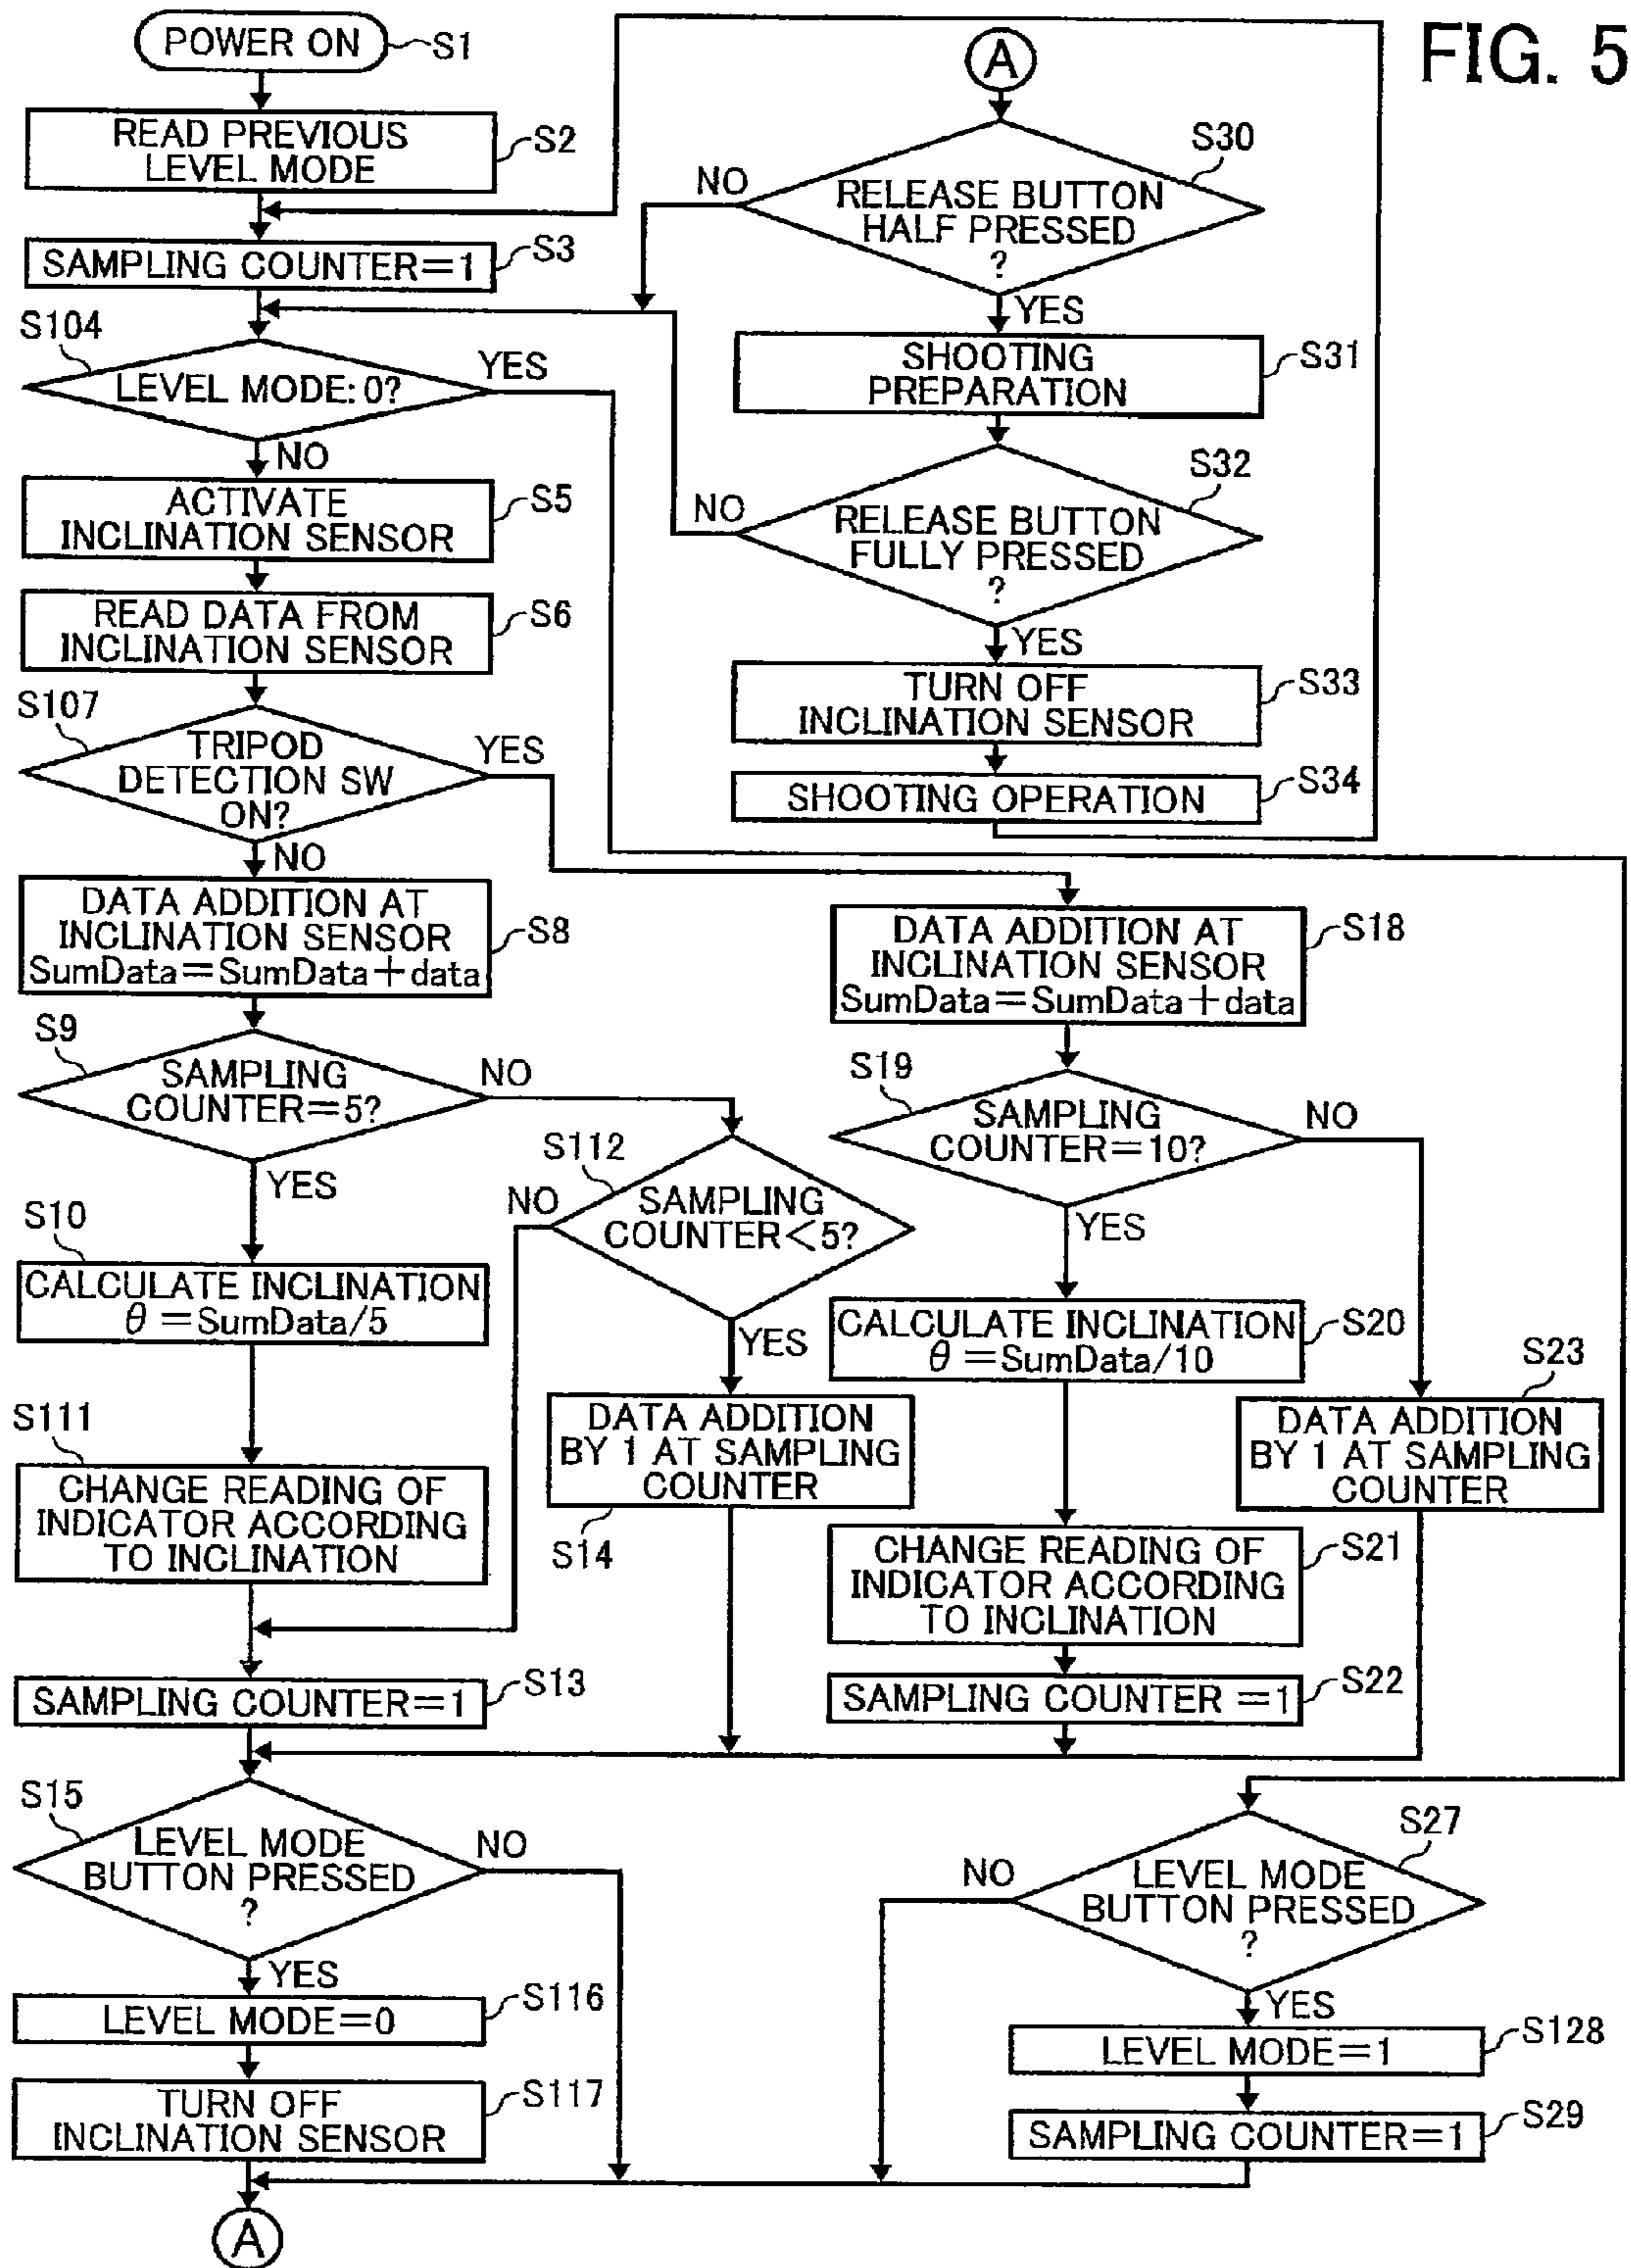 FIG. 5
POWER ON
S1
READ PREVIOUS
LEVEL MODE
S2
SAMPLING COUNTER=1
S3
S104
LEVEL MODE: 0?
YES
NO
ACTIVATE
INCLINATION SENSOR
S5
READ DATA FROM
INCLINATION SENSOR
S6
S107
TRIPOD
DETECTION SW
ON?
YES
NO
DATA ADDITION AT
INCLINATION SENSOR
SumData=SumData+data
S8
S9
SAMPLING
COUNTER=5?
NO
YES
S10
CALCULATE INCLINATION
θ=SumData/5
S111
CHANGE READING OF
INDICATOR ACCORDING
TO INCLINATION
SAMPLING COUNTER=1
S13
S112
SAMPLING
COUNTER<5?
NO
YES
DATA ADDITION
BY 1 AT SAMPLING
COUNTER
S14
S15
LEVEL MODE
BUTTON PRESSED
?
NO
YES
LEVEL MODE=0
S116
TURN OFF
INCLINATION SENSOR
S117
A
A
S30
RELEASE BUTTON
HALF PRESSED
?
NO
YES
SHOOTING
PREPARATION
S31
S32
RELEASE BUTTON
FULLY PRESSED
?
NO
YES
TURN OFF
INCLINATION SENSOR
S33
SHOOTING OPERATION
S34
DATA ADDITION AT
INCLINATION SENSOR
SumData=SumData+data
S18
S19
SAMPLING
COUNTER=10?
NO
YES
CALCULATE INCLINATION
θ=SumData/10
S20
CHANGE READING OF
INDICATOR ACCORDING
TO INCLINATION
S21
SAMPLING COUNTER =1
S22
S23
DATA ADDITION
BY 1 AT SAMPLING
COUNTER
S27
LEVEL MODE
BUTTON PRESSED
?
NO
YES
LEVEL MODE=1
S128
SAMPLING COUNTER=1
S29